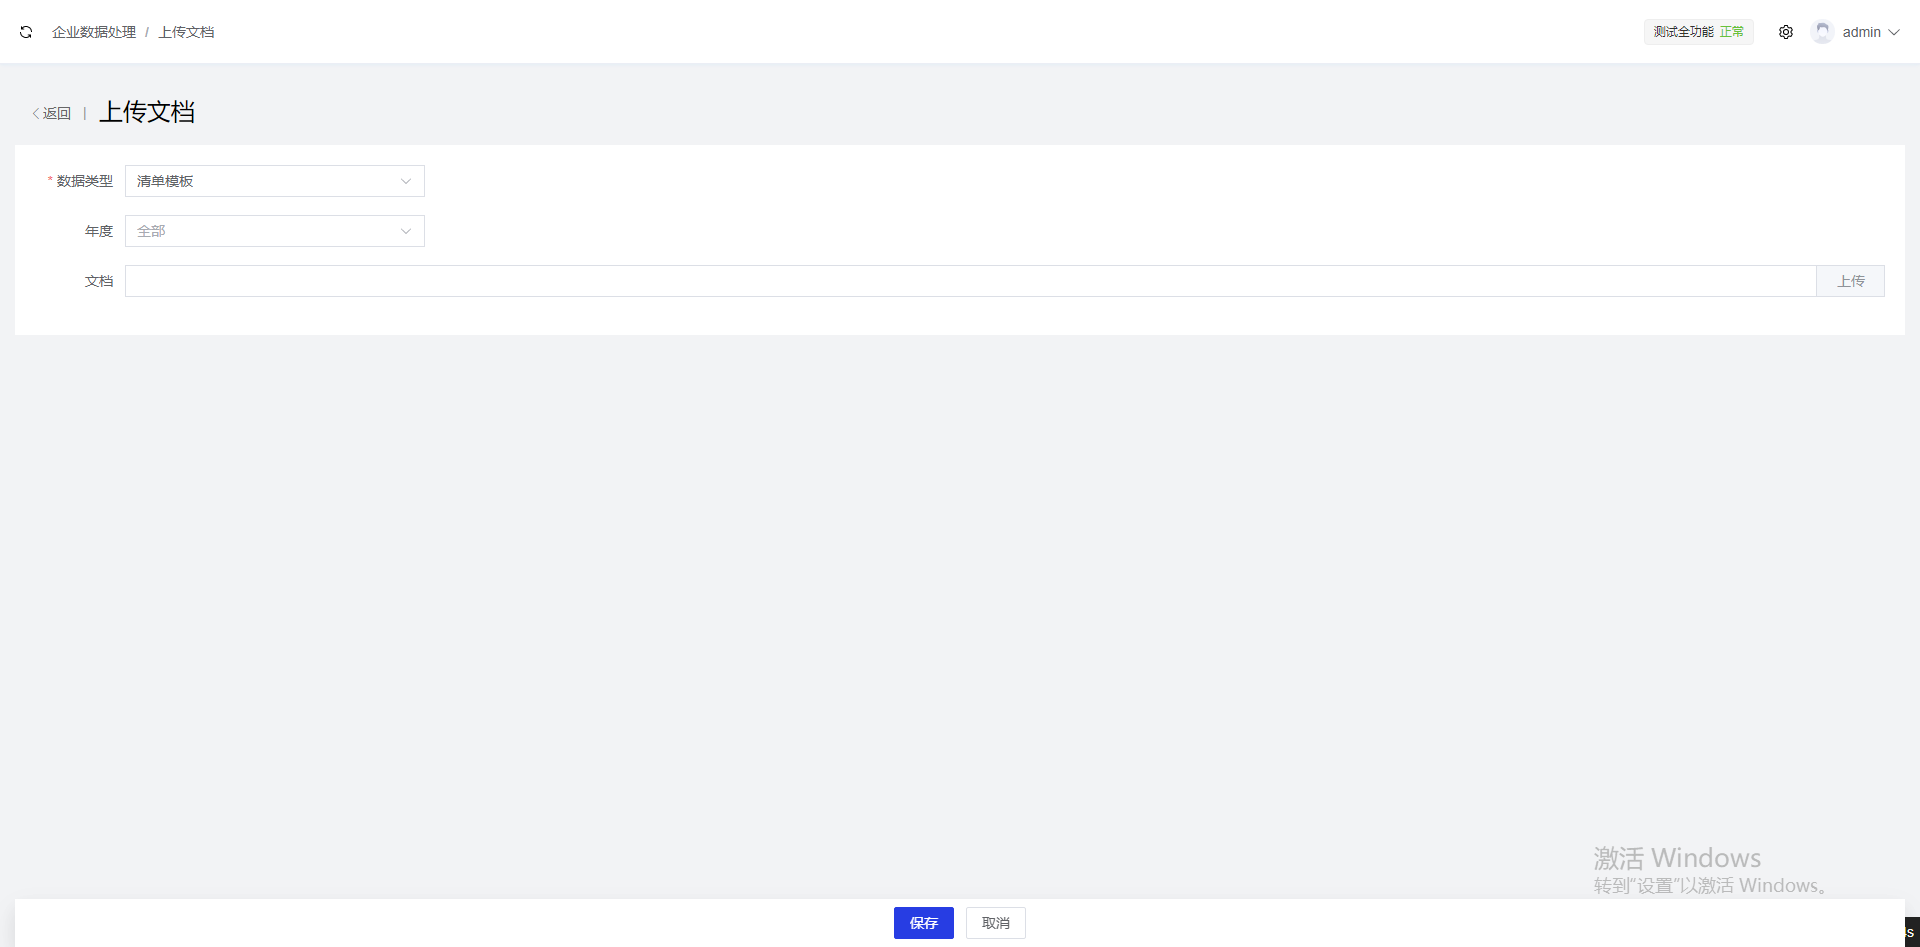 企业数据处理 / 上传文档
测试全功能 正常
admin
返回 | 上传文档
* 数据类型 清单模板
年度 全部
文档 上传
激活 Windows
转到“设置”以激活 Windows。
保存 取消